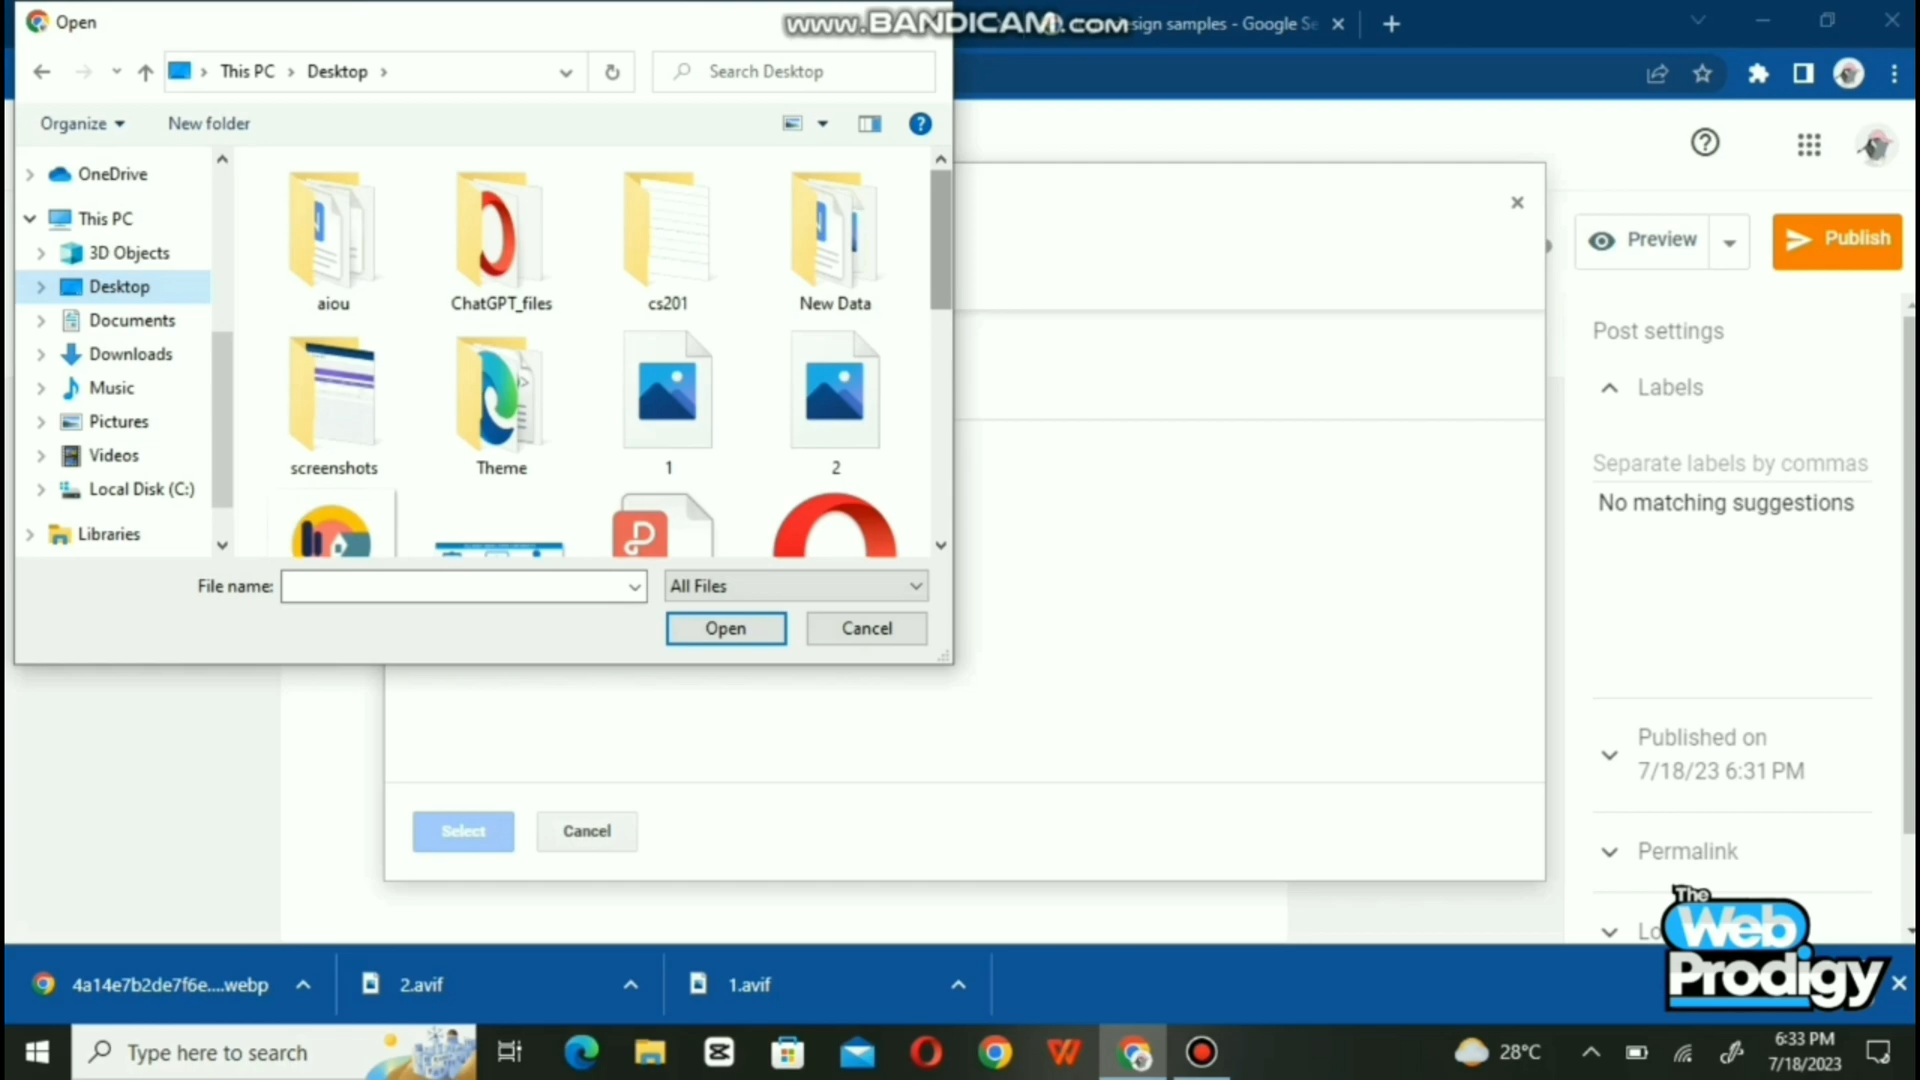 Open
www.BANDICAM.com
sign samples - Google Se
This PC
Desktop
Search Desktop
Organize
New folder
OneDrive
This PC
3D Objects
Desktop
Documents
Downloads
Music
Pictures
Videos
Local Disk (C:)
Libraries
aiou
ChatGPT_files
cs201
New Data
screenshots
Theme
1
2
File name:
All Files
Open
Cancel
Select
Cancel
Preview
Publish
Post settings
Labels
Separate labels by commas
No matching suggestions
Published on
7/18/23 6:31 PM
Permalink
Lo
The
Web
Prodigy
4a14e7b2de7f6e....webp
2.avif
1.avif
Type here to search
28°C
6:33 PM
7/18/2023